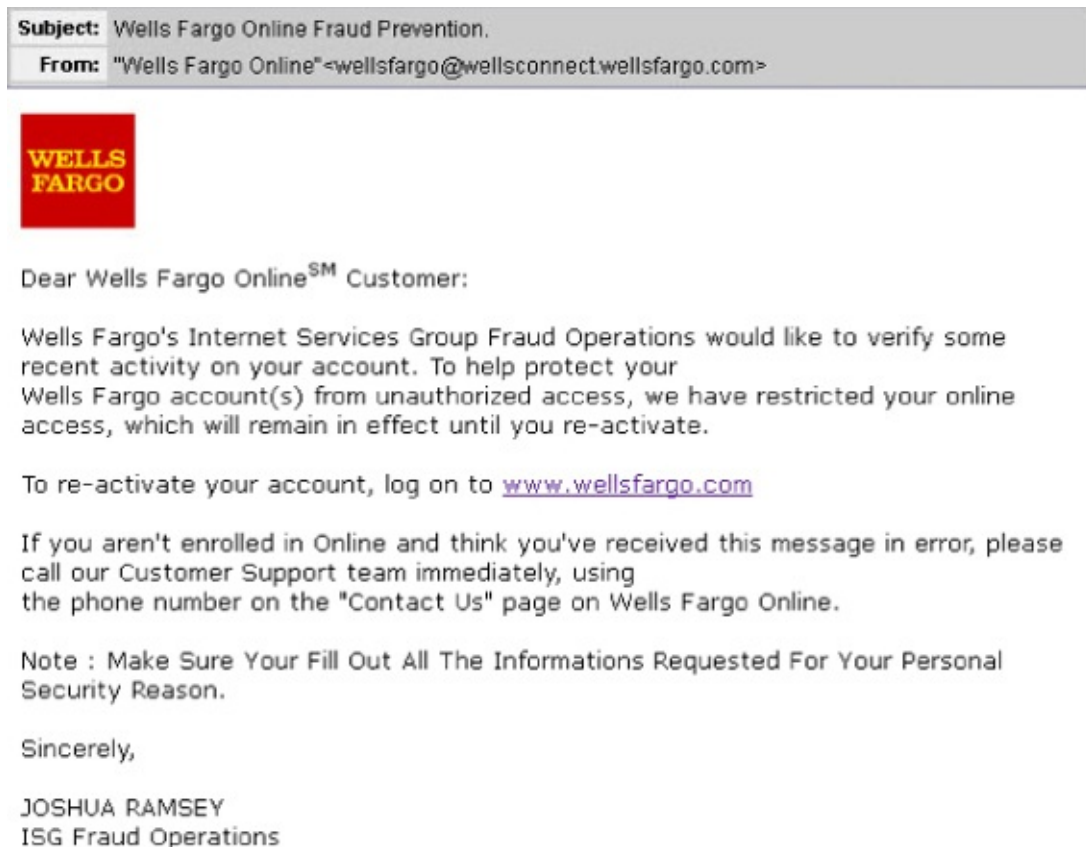 Subject: Wells Fargo Online Fraud Prevention.
From: "Wells Fargo Online"<wellsfargo@wellsconnect.wellsfargo.com>
WELLS
FARGO
Dear Wells Fargo Online℠ Customer:
Wells Fargo's Internet Services Group Fraud Operations would like to verify some
recent activity on your account. To help protect your
Wells Fargo account(s) from unauthorized access, we have restricted your online
access, which will remain in effect until you re-activate.
To re-activate your account, log on to www.wellsfargo.com
If you aren't enrolled in Online and think you've received this message in error, please
call our Customer Support team immediately, using
the phone number on the "Contact Us" page on Wells Fargo Online.
Note : Make Sure Your Fill Out All The Informations Requested For Your Personal
Security Reason.
Sincerely,
JOSHUA RAMSEY
ISG Fraud Operations